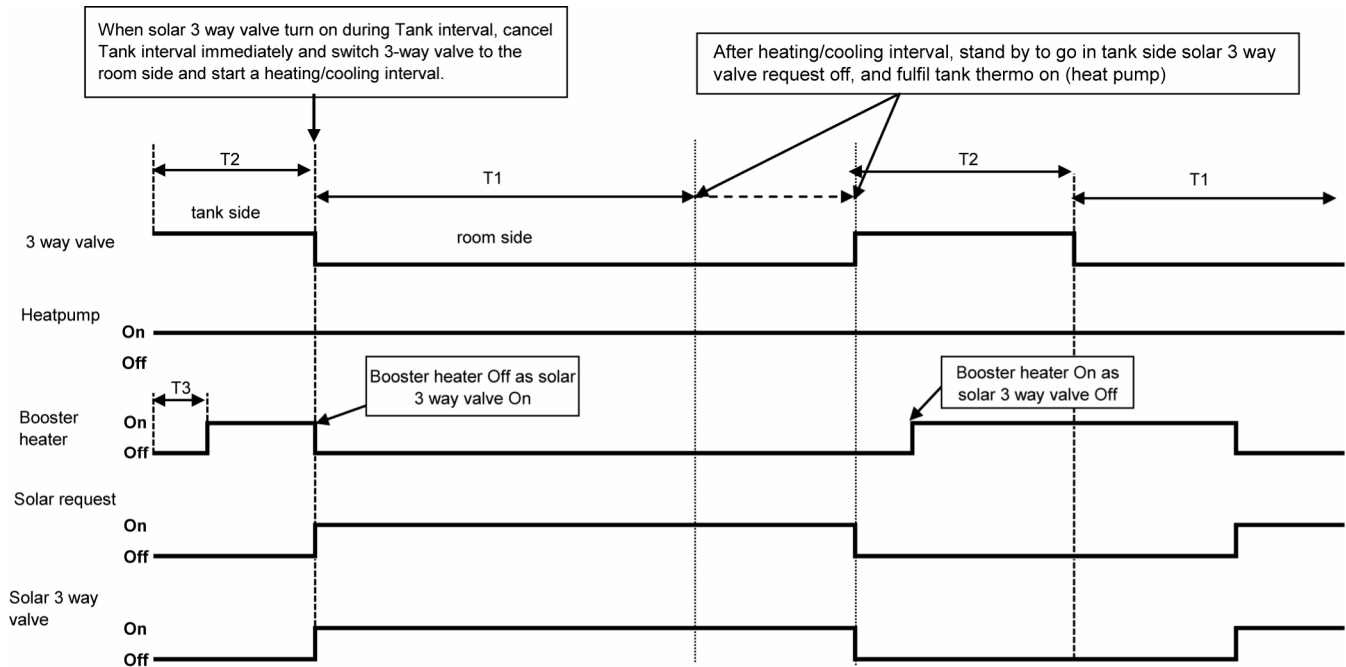 When solar 3 way valve turn on during Tank interval, cancel
Tank interval immediately and switch 3-way valve to the
room side and start a heating/cooling interval.
After heating/cooling interval, stand by to go in tank side solar 3 way
valve request off, and fulfil tank thermo on (heat pump)
T2
T1
T2
T1
tank side
room side
3 way valve
Heatpump
On
Off
T3
Booster heater Off as solar
3 way valve On
Booster heater On as
solar 3 way valve Off
Booster
heater
On
Off
Solar request
On
Off
Solar 3 way
valve
On
Off